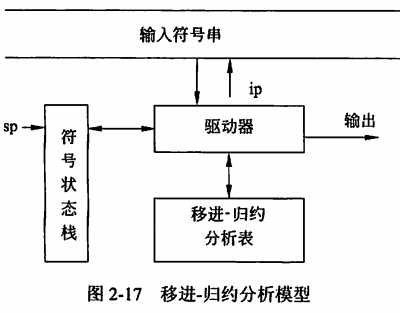 输入符号串
ip
sp
符号状态栈
驱动器
输出
移进-归约
分析表
图 2-17 移进-归约分析模型